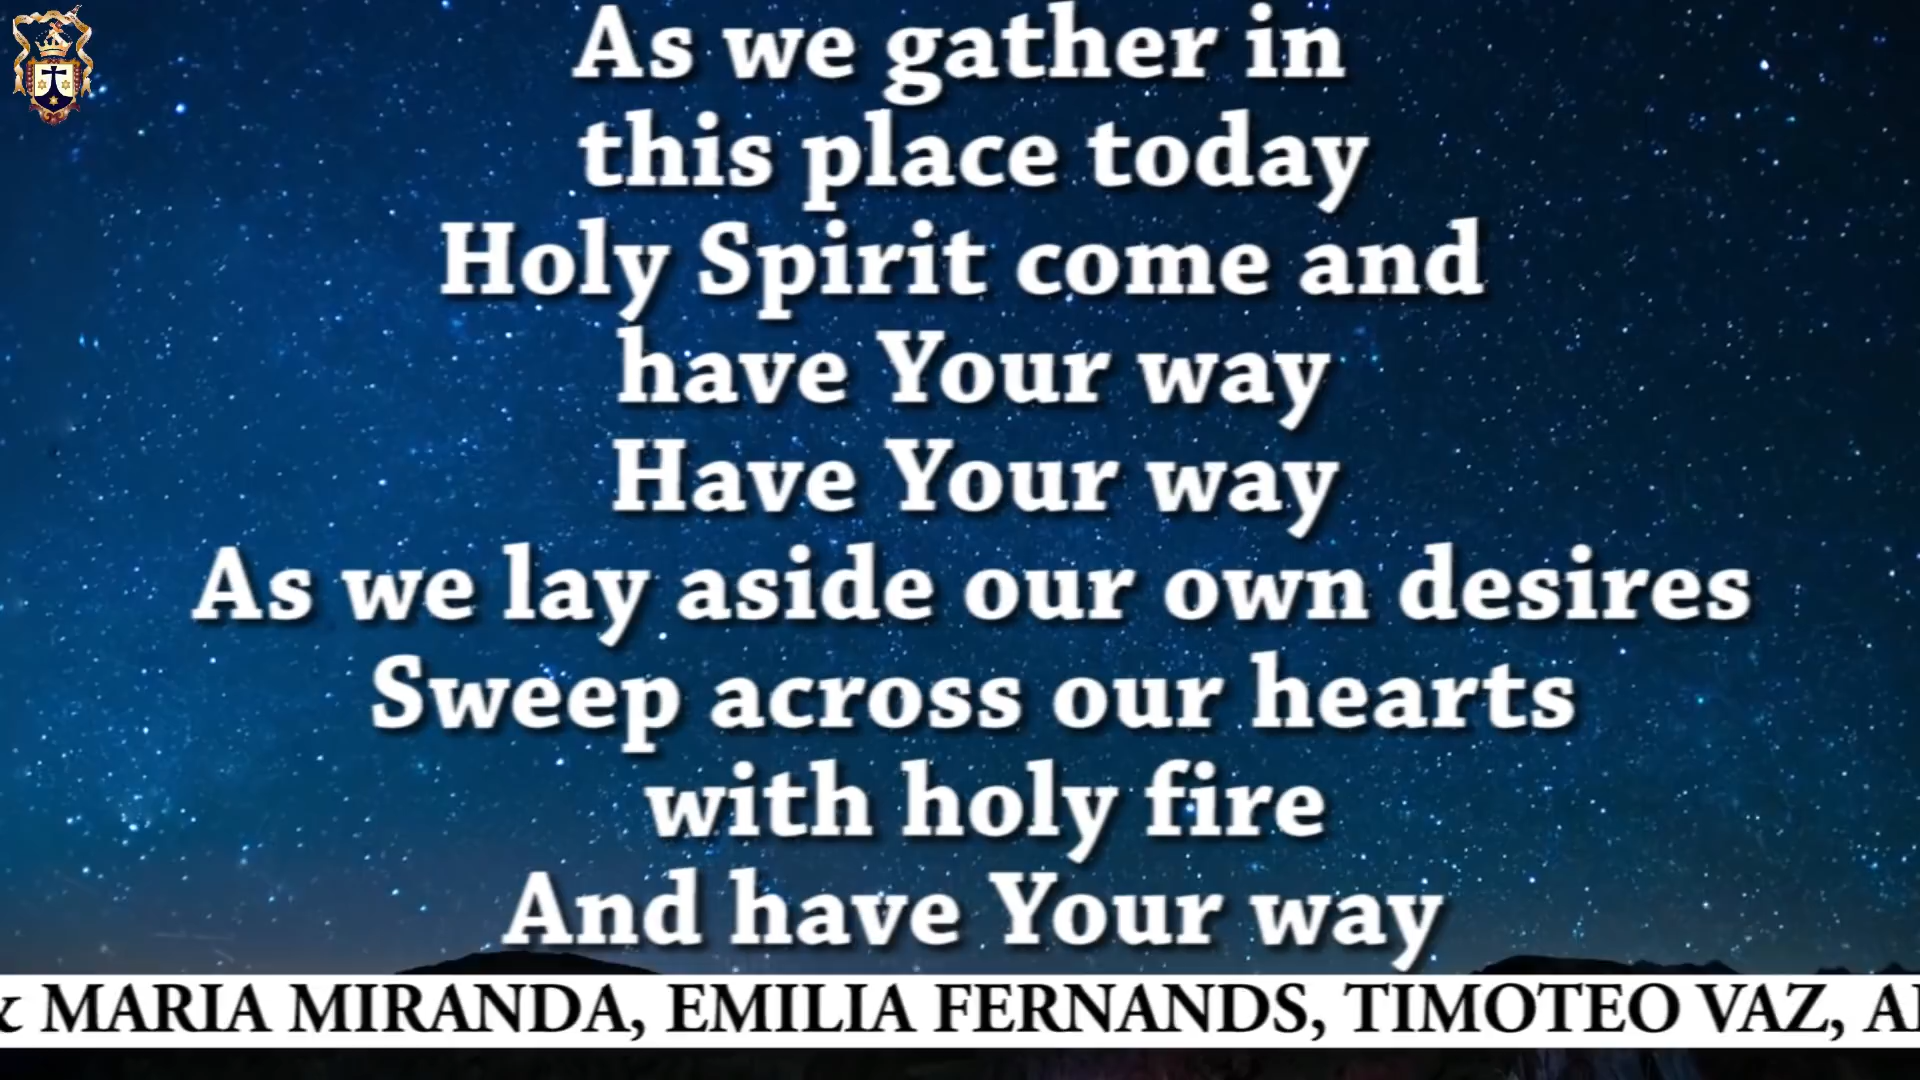 As we gather in
this place today
Holy Spirit come and
have Your way
Have Your way
As we lay aside our own desires
Sweep across our hearts
with holy fire
And have Your way
& MARIA MIRANDA, EMILIA FERNANDS, TIMOTEO VAZ,